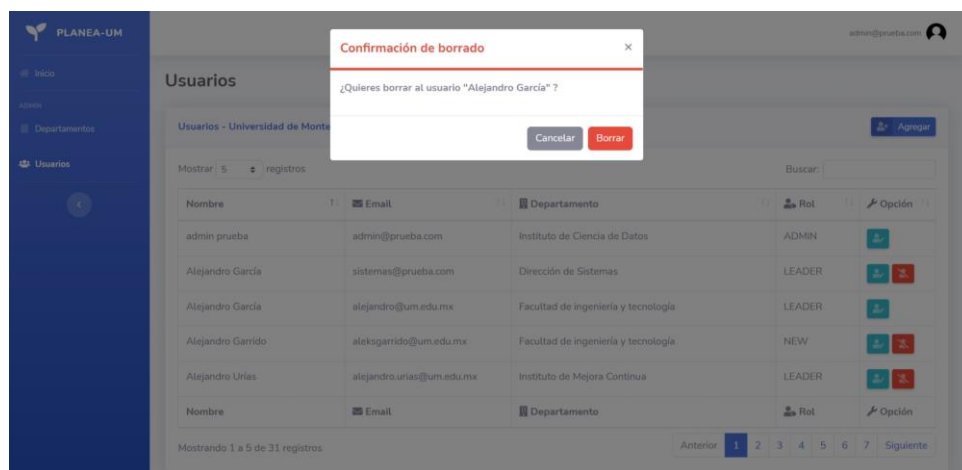 PLANEA-UM
admin@prueba.com
Confirmación de borrado ×
¿Quieres borrar al usuario "Alejandro García" ?
Cancelar Borrar
Inicio
ADMIN
Departamentos
Usuarios
Usuarios
Usuarios - Universidad de Monte
Agregar
Mostrar 5 registros
Buscar:
Nombre Email Departamento Rol Opción
admin prueba admin@prueba.com Instituto de Ciencia de Datos ADMIN
Alejandro García sistemas@prueba.com Dirección de Sistemas LEADER
Alejandro García alejandro@um.edu.mx Facultad de ingeniería y tecnología LEADER
Alejandro Garrido aleksgarrido@um.edu.mx Facultad de ingeniería y tecnología NEW
Alejandro Urias alejandro.urias@um.edu.mx Instituto de Mejora Continua LEADER
Nombre Email Departamento Rol Opción
Mostrando 1 a 5 de 31 registros
Anterior 1 2 3 4 5 6 7 Siguiente